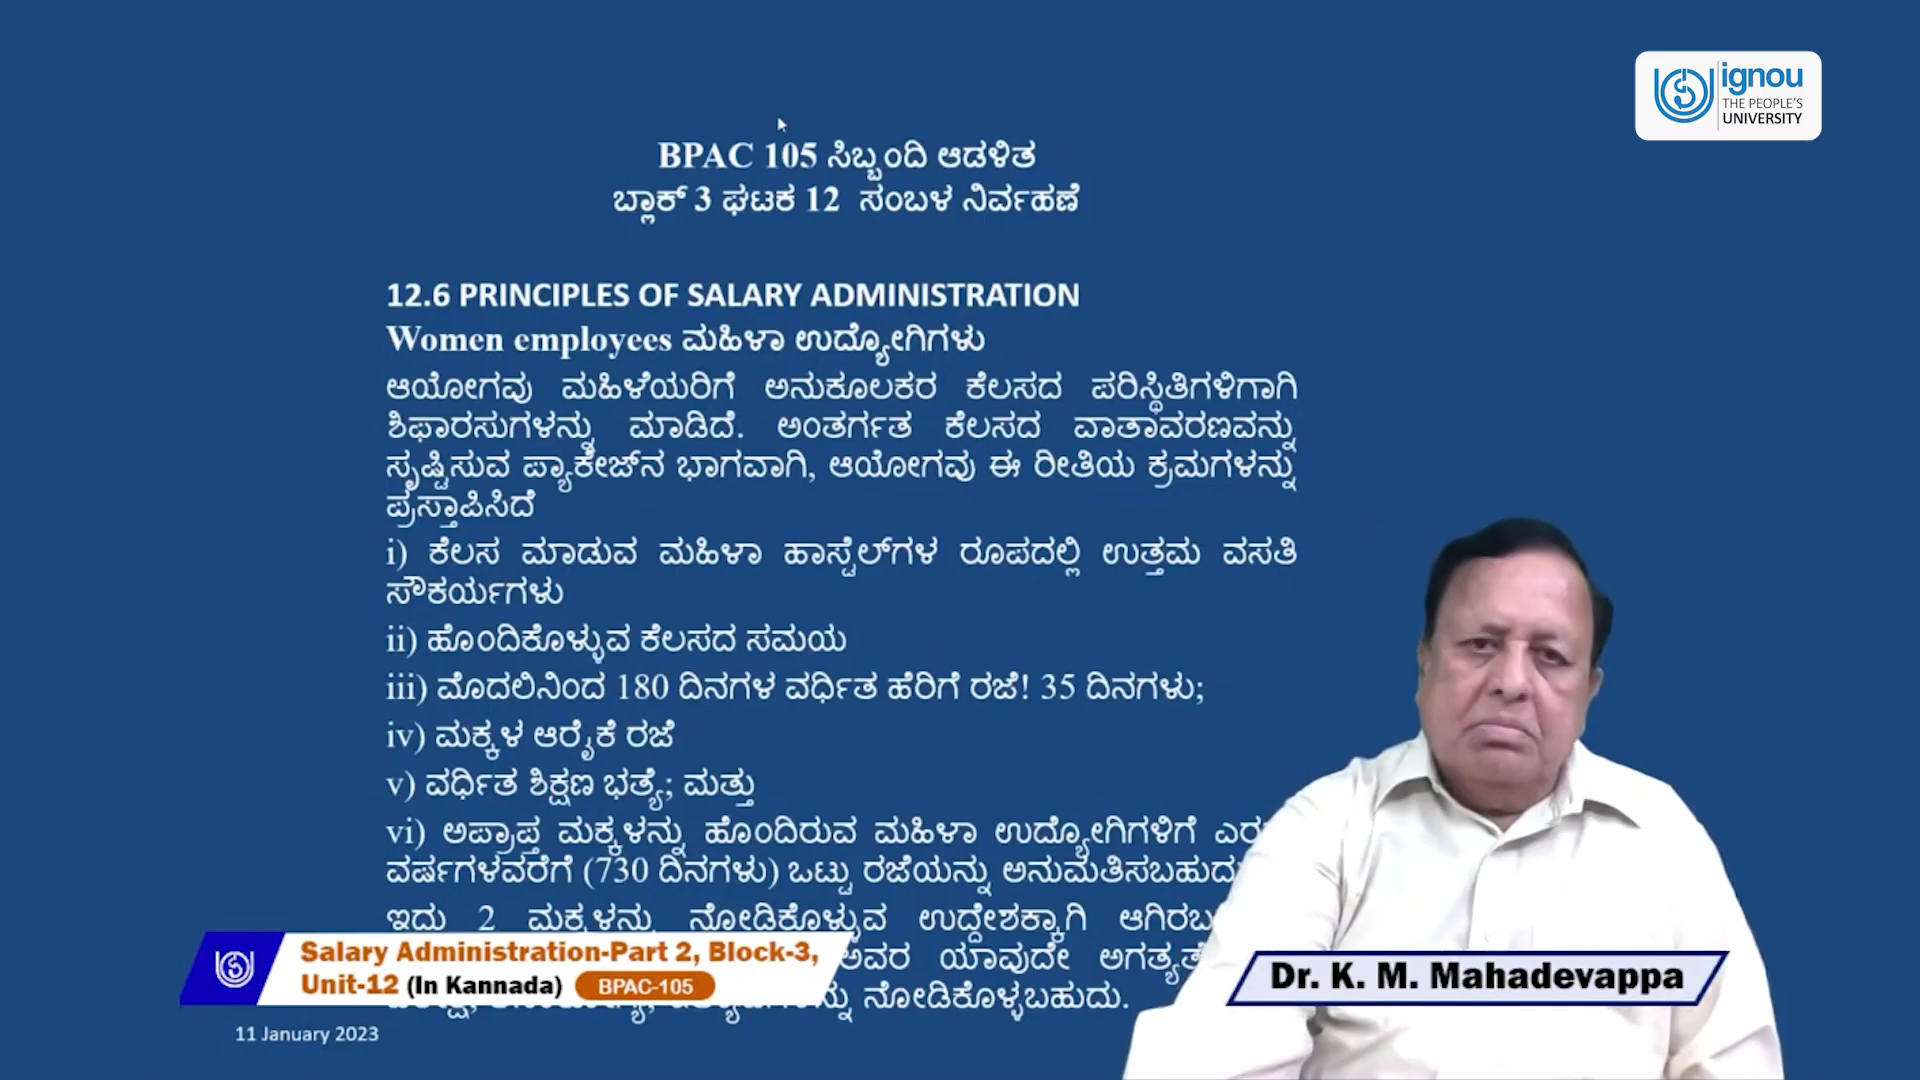 ignou
THE PEOPLE'S
UNIVERSITY
BPAC 105 ಸಿಬ್ಬಂದಿ ಆಡಳಿತ
ಬ್ಲಾಕ್ 3 ಘಟಕ 12 ಸಂಬಳ ನಿರ್ವಹಣೆ
12.6 PRINCIPLES OF SALARY ADMINISTRATION
Women employees ಮಹಿಳಾ ಉದ್ಯೋಗಿಗಳು
ಆಯೋಗವು ಮಹಿಳೆಯರಿಗೆ ಅನುಕೂಲಕರ ಕೆಲಸದ ಪರಿಸ್ಥಿತಿಗಳಿಗಾಗಿ
ಶಿಫಾರಸುಗಳನ್ನು ಮಾಡಿದೆ. ಅಂತರ್ಗತ ಕೆಲಸದ ವಾತಾವರಣವನ್ನು
ಸೃಷ್ಟಿಸುವ ಪ್ಯಾಕೇಜ್‌ನ ಭಾಗವಾಗಿ, ಆಯೋಗವು ಈ ರೀತಿಯ ಕ್ರಮಗಳನ್ನು
ಪ್ರಸ್ತಾಪಿಸಿದೆ
i) ಕೆಲಸ ಮಾಡುವ ಮಹಿಳಾ ಹಾಸ್ಟೆಲ್‌ಗಳ ರೂಪದಲ್ಲಿ ಉತ್ತಮ ವಸತಿ
ಸೌಕರ್ಯಗಳು
ii) ಹೊಂದಿಕೊಳ್ಳುವ ಕೆಲಸದ ಸಮಯ
iii) ಮೊದಲಿನಿಂದ 180 ದಿನಗಳ ವರ್ಧಿತ ಹೆರಿಗೆ ರಜೆ! 35 ದಿನಗಳು;
iv) ಮಕ್ಕಳ ಆರೈಕೆ ರಜೆ
v) ವರ್ಧಿತ ಶಿಕ್ಷಣ ಭತ್ಯೆ; ಮತ್ತು
vi) ಅಪ್ರಾಪ್ತ ಮಕ್ಕಳನ್ನು ಹೊಂದಿರುವ ಮಹಿಳಾ ಉದ್ಯೋಗಿಗಳಿಗೆ
ವರ್ಷಗಳವರೆಗೆ (730 ದಿನಗಳು) ಒಟ್ಟು ರಜೆಯನ್ನು ಅನುಮತಿಸಬಹುದು
ಇದು 2 ಮಕ್ಕಳನ್ನು ನೋಡಿಕೊಳ್ಳುವ ಉದ್ದೇಶಕ್ಕಾಗಿ
ಅವರ ಯಾವುದೇ
ನೋಡಿಕೊಳ್ಳಬಹುದು.
Salary Administration-Part 2, Block-3,
Unit-12 (In Kannada) BPAC-105
Dr. K. M. Mahadevappa
11 January 2023